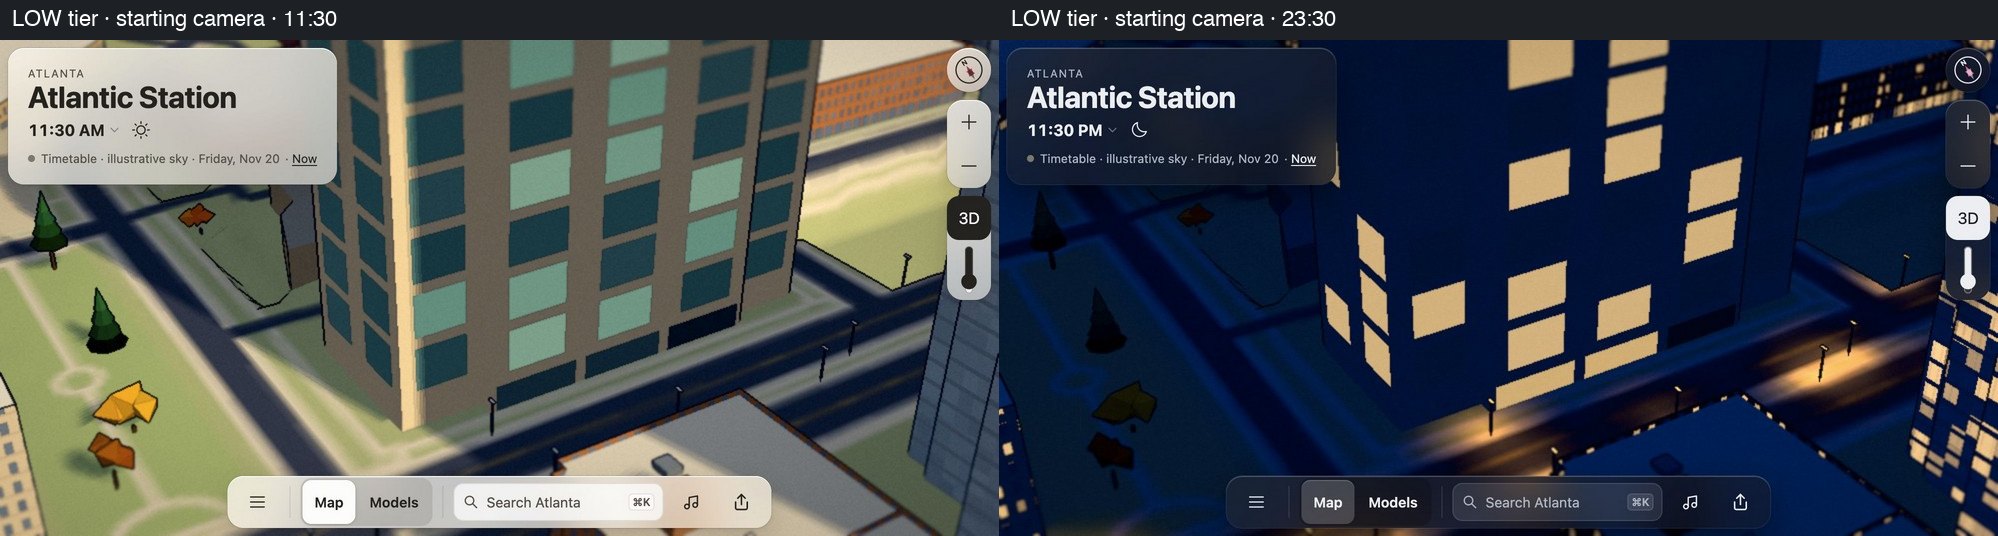 LOW tier · starting camera · 11:30
ATLANTA
Atlantic Station
11:30 AM
Timetable · illustrative sky · Friday, Nov 20 · Now
N
3D
Map Models Search Atlanta ⌘K
LOW tier · starting camera · 23:30
ATLANTA
Atlantic Station
11:30 PM
Timetable · illustrative sky · Friday, Nov 20 · Now
N
3D
Map Models Search Atlanta ⌘K